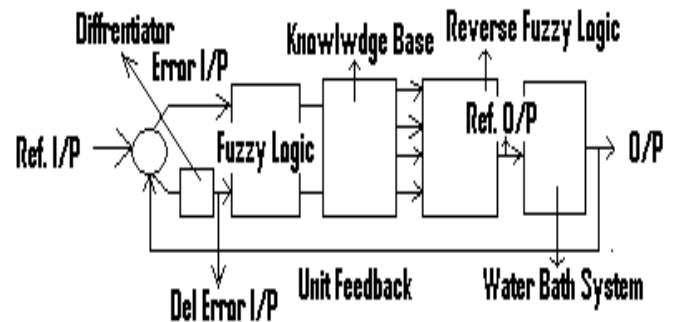 Diffrentiator
Knowlwdge Base
Reverse Fuzzy Logic
Error I/P
Ref. O/P
Ref. I/P
Fuzzy Logic
O/P
Del Error I/P
Unit Feedback
Water Bath System